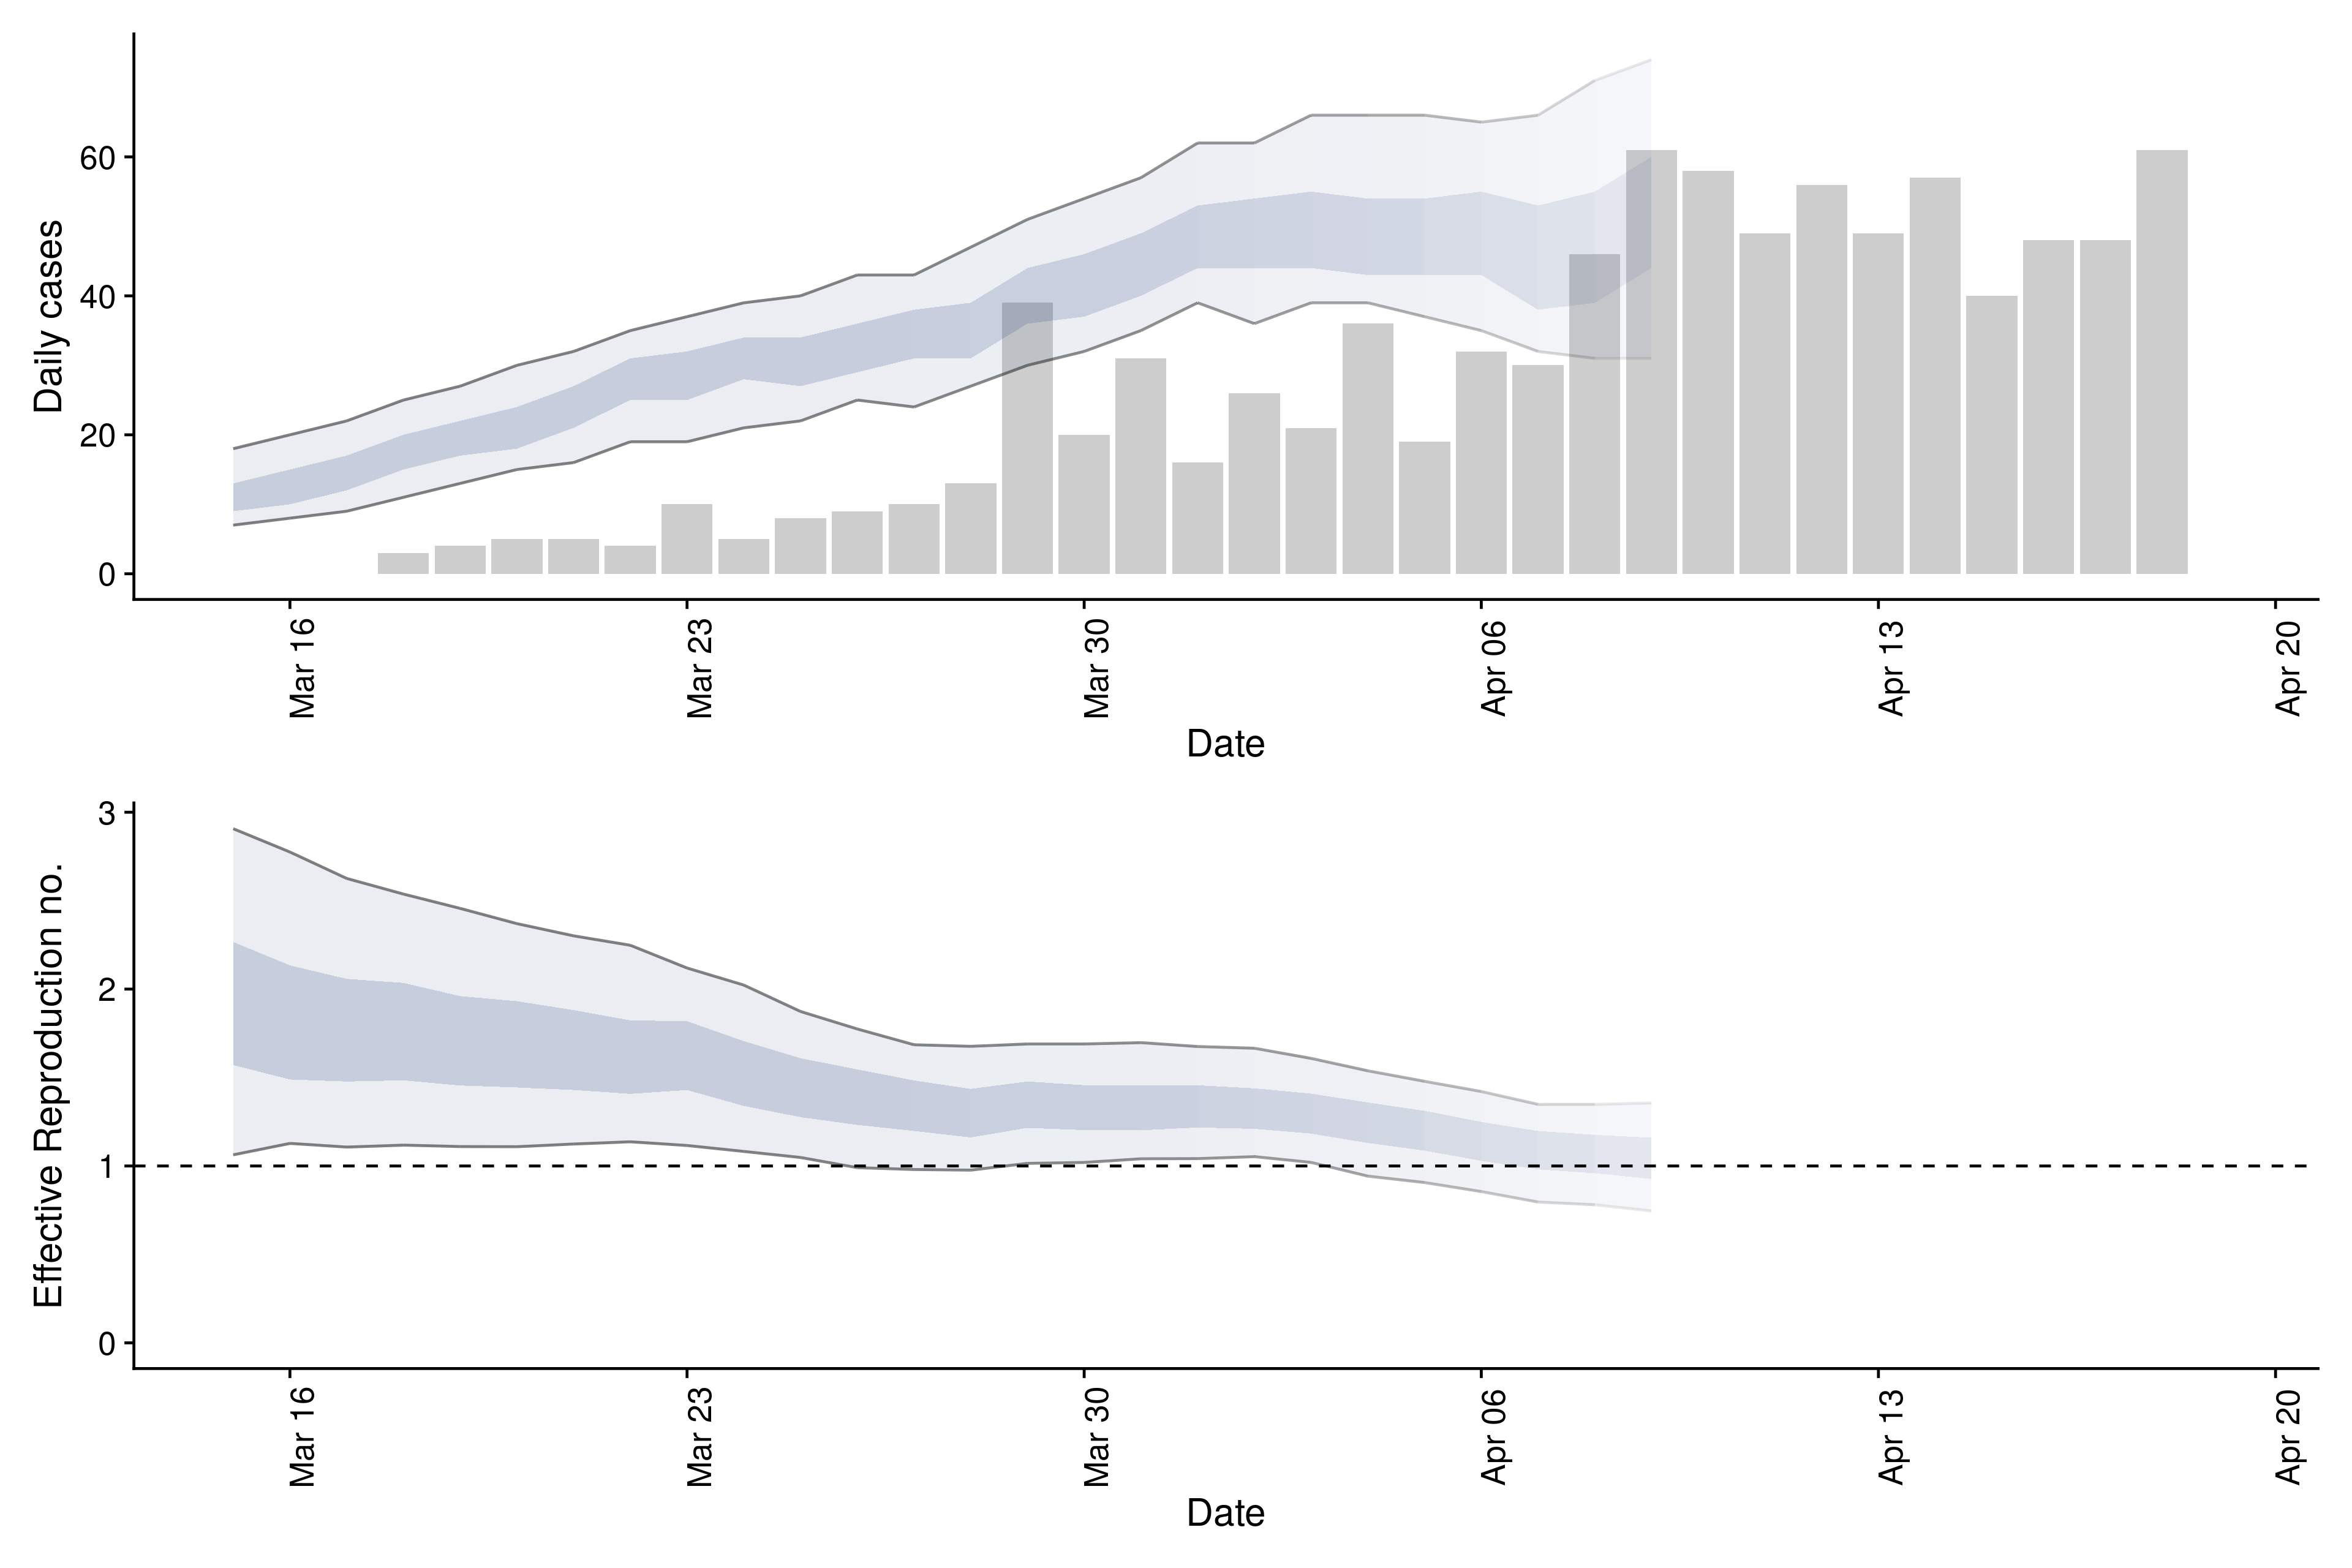 Daily cases
60
40
20
0
Mar 16
Mar 23
Mar 30
Apr 06
Apr 13
Apr 20
Date
Effective Reproduction no.
3
2
1
0
Mar 16
Mar 23
Mar 30
Apr 06
Apr 13
Apr 20
Date